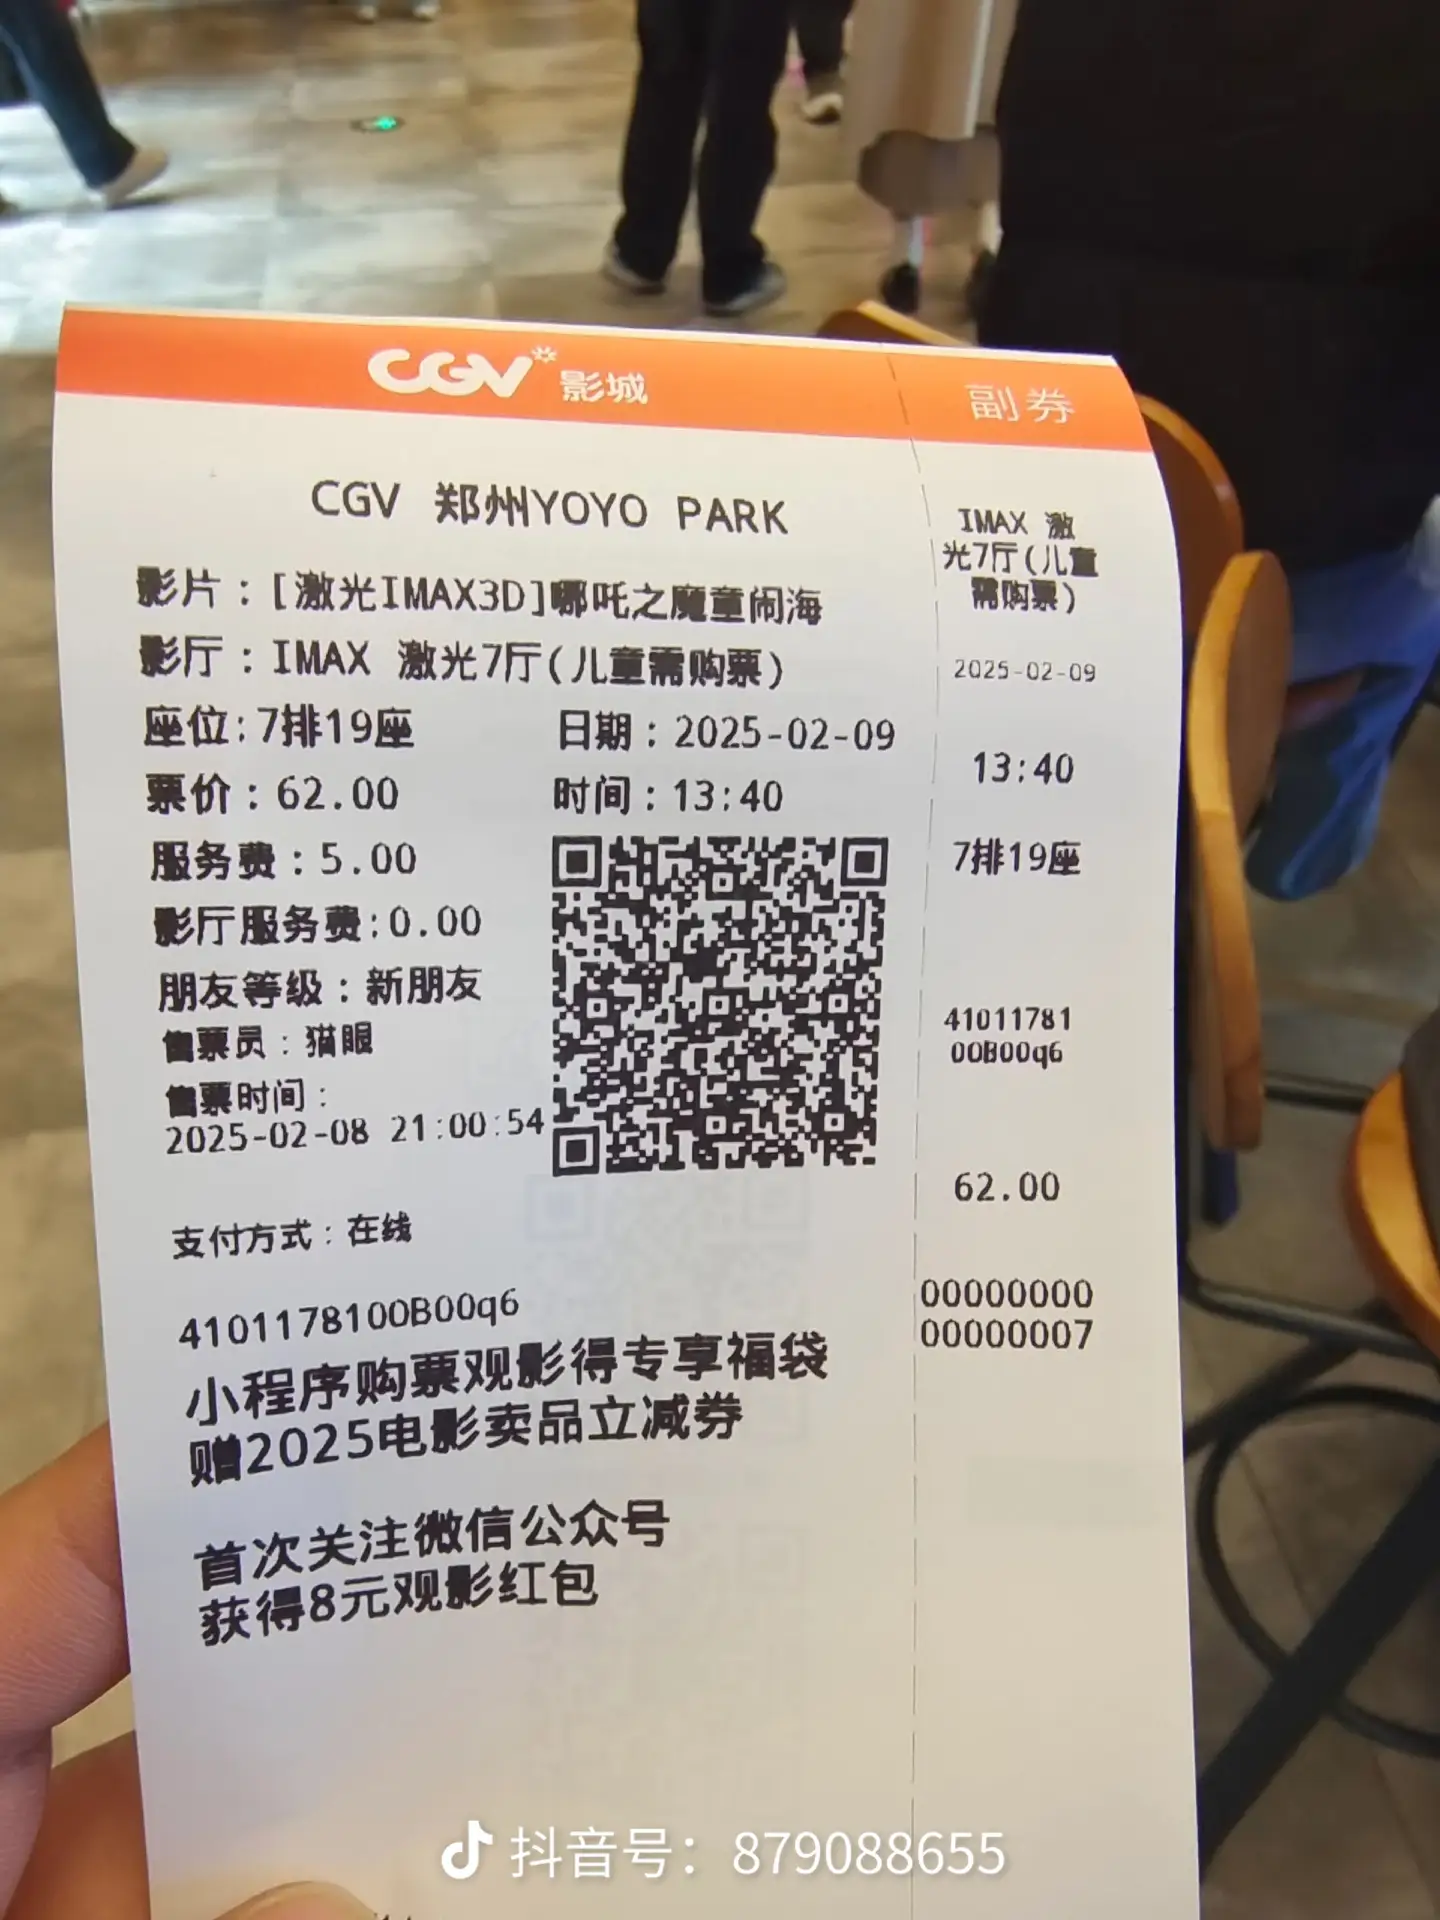 CGV 影城
副券
CGV 郑州YOYO PARK
影片：[激光IMAX3D]哪吒之魔童闹海
影厅：IMAX 激光7厅(儿童需购票)
座位：7排19座
日期：2025-02-09
票价：62.00
时间：13:40
服务费：5.00
影厅服务费：0.00
朋友等级：新朋友
售票员：猫眼
售票时间：
2025-02-08 21:00:54
支付方式：在线
4101178100B00q6
小程序购票观影得专享福袋
赠2025电影卖品立减券
首次关注微信公众号
获得8元观影红包
IMAX 激
光7厅(儿童
需购票)
2025-02-09
13:40
7排19座
41011781
00B00q6
62.00
00000000
00000007
抖音号：879088655